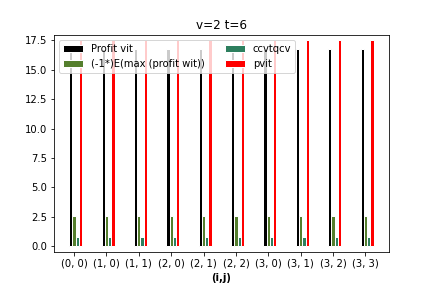 v=2 t=6
17.5
15.0
12.5
10.0
7.5
5.0
2.5
0.0
Profit vit
(-1*)E(max (profit wit))
ccvtqcv
pvit
(0, 0) (1, 0) (1, 1) (2, 0) (2, 1) (2, 2) (3, 0) (3, 1) (3, 2) (3, 3)
(i,j)